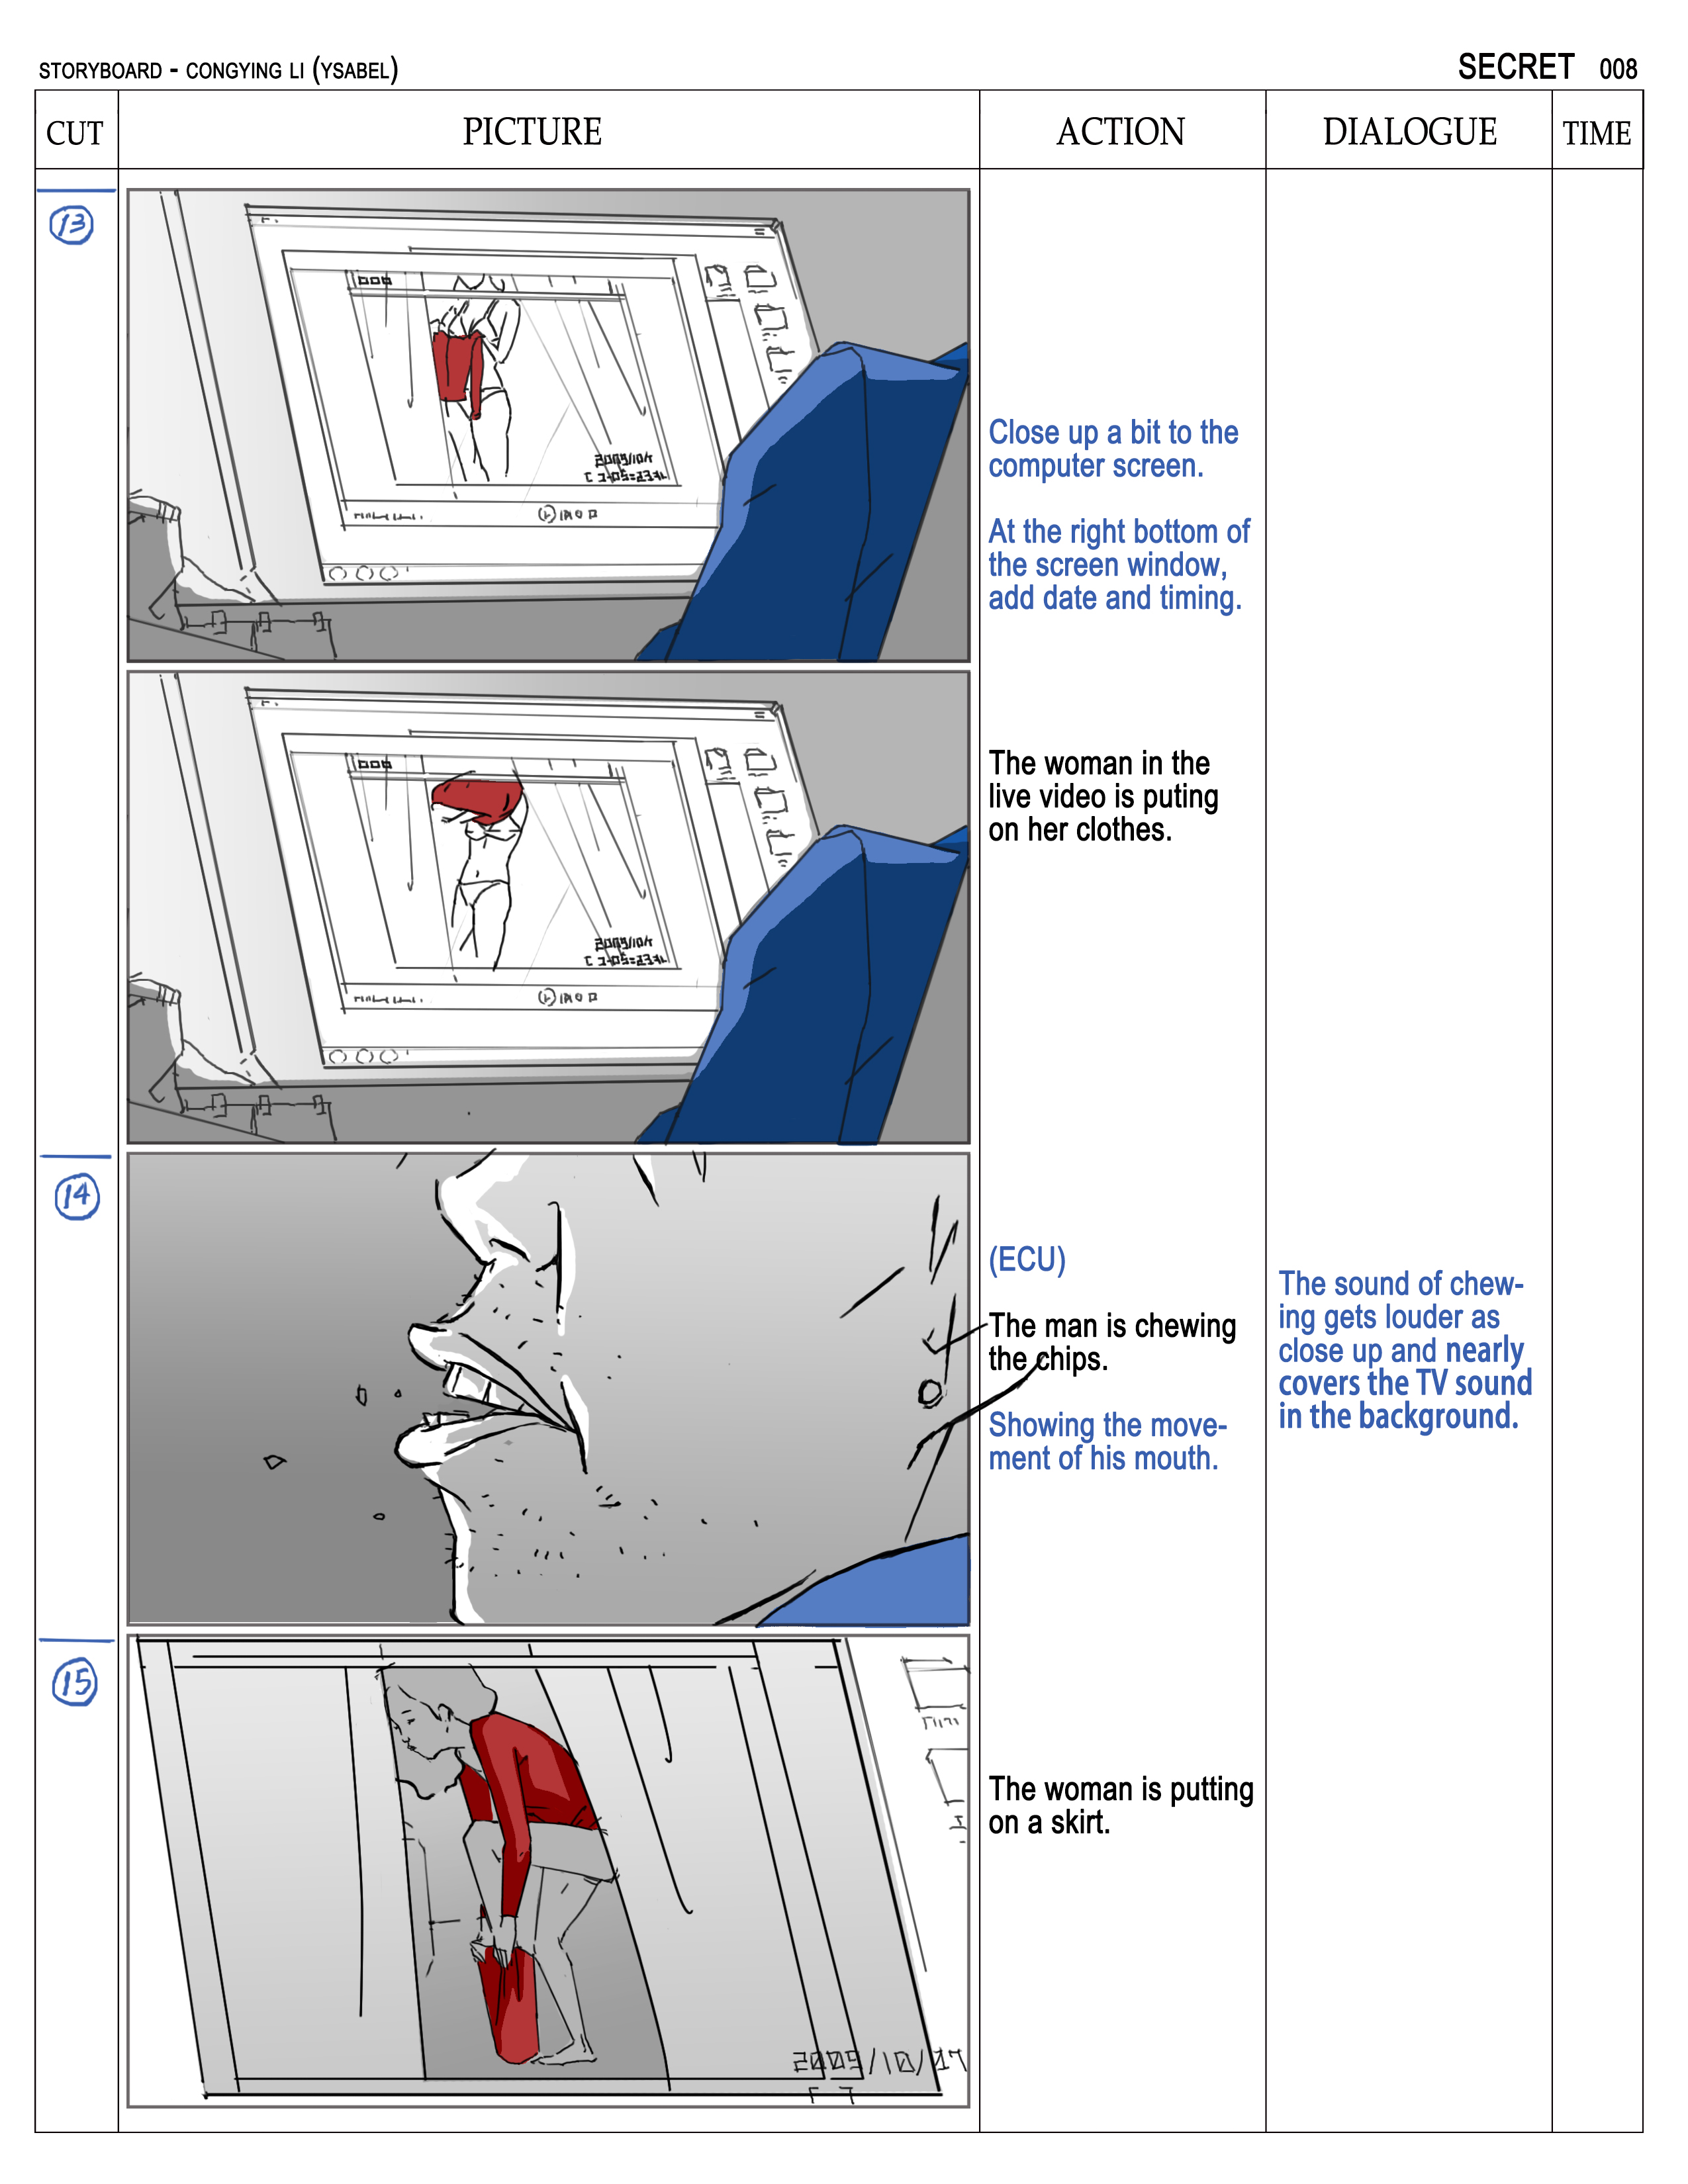 STORYBOARD - CONGYING LI (YSABEL)
SECRET 008
CUT
PICTURE
ACTION
DIALOGUE
TIME
13
Close up a bit to the
computer screen.
At the right bottom of
the screen window,
add date and timing.
The woman in the
live video is puting
on her clothes.
14
(ECU)
The man is chewing
the chips.
Showing the move-
ment of his mouth.
The sound of chew-
ing gets louder as
close up and nearly
covers the TV sound
in the background.
15
The woman is putting
on a skirt.
2009/10/17